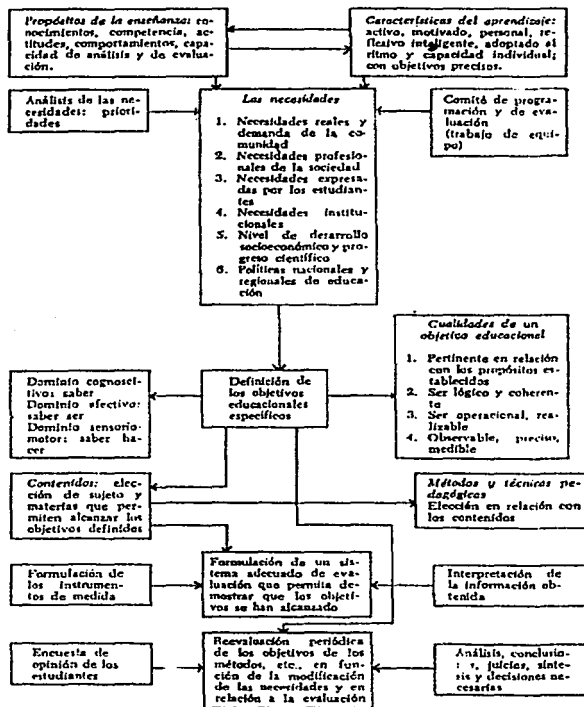 Propósitos de la enseñanza: co-
nocimientos, competencia, ac-
titudes, comportamientos, capa-
cidad de análisis y de evalua-
ción.
Características del aprendizaje:
activo, motivado, personal, re-
flexivo inteligente, adoptado al
ritmo y capacidad individual;
con objetivos precisos.
Análisis de las ne-
cesidades: priori-
dades
Las necesidades
1. Necesidades reales y
demanda de la co-
munidad
2. Necesidades profesio-
nales de la sociedad
3. Necesidades expresa-
das por los estudian-
tes
4. Necesidades institu-
cionales
5. Nivel de desarrollo
socioeconómico y pro-
greso científico
6. Políticas nacionales y
regionales de educa-
ción
Comité de progra-
mación y de eva-
luación
(trabajo de equi-
po)
Cualidades de un
objetivo educacional
1. Pertinente en relación
con los propósitos es-
tablecidos
2. Ser lógico y coheren-
te
3. Ser operacional, rea-
lizable
4. Observable, preciso,
medible
Dominio cognosci-
tivo: saber
Dominio afectivo:
saber ser
Dominio sensorio-
motor: saber ha-
cer
Definición de
los objetivos
educacionales
específicos
Contenidos: elec-
ción de sujeto y
materias que per-
miten alcanzar los
objetivos definidos
Métodos y técnicas pe-
dagógicas
Elección en relación con
los contenidos
Formulación de
los instrumentos
de medida
Formulación de un sis-
tema adecuado de eva-
luación que permita de-
mostrar que los objeti-
vos se han alcanzado
Interpretación de
la información ob-
tenida
Encuesta de
opinión de los
estudiantes
Reevaluación periódica
de los objetivos de los
métodos, etc., en fun-
ción de la modificación
de las necesidades y en
relación a la evaluación
Análisis, conclusio-
juicios, sínte-
sis y decisiones nece-
sarias